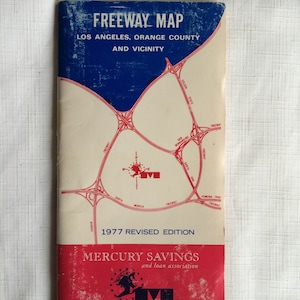 FREEWAY MAP
LOS ANGELES, ORANGE COUNTY
AND VICINITY
1977 REVISED EDITION
MERCURY SAVINGS
and loan association